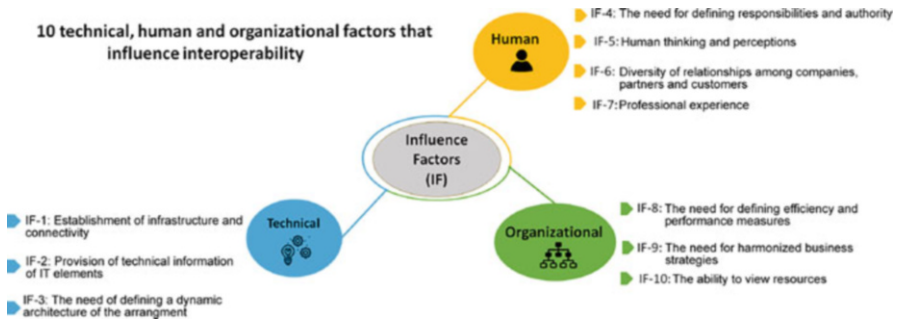 10 technical, human and organizational factors that
influence interoperability
Human
IF-4: The need for defining responsibilities and authority
IF-5: Human thinking and perceptions
IF-6: Diversity of relationships among companies,
partners and customers
IF-7: Professional experience
Influence
Factors
(IF)
Technical
IF-1: Establishment of infrastructure and
connectivity
IF-2: Provision of technical information
of IT elements
IF-3: The need of defining a dynamic
architecture of the arrangment
Organizational
IF-8: The need for defining efficiency and
performance measures
IF-9: The need for harmonized business
strategies
IF-10: The ability to view resources